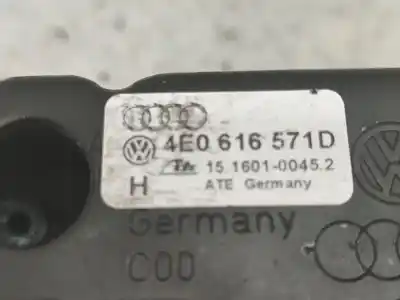 4E0 616 571D
15.1601-0045.2
H ATE Germany
Germany
COD